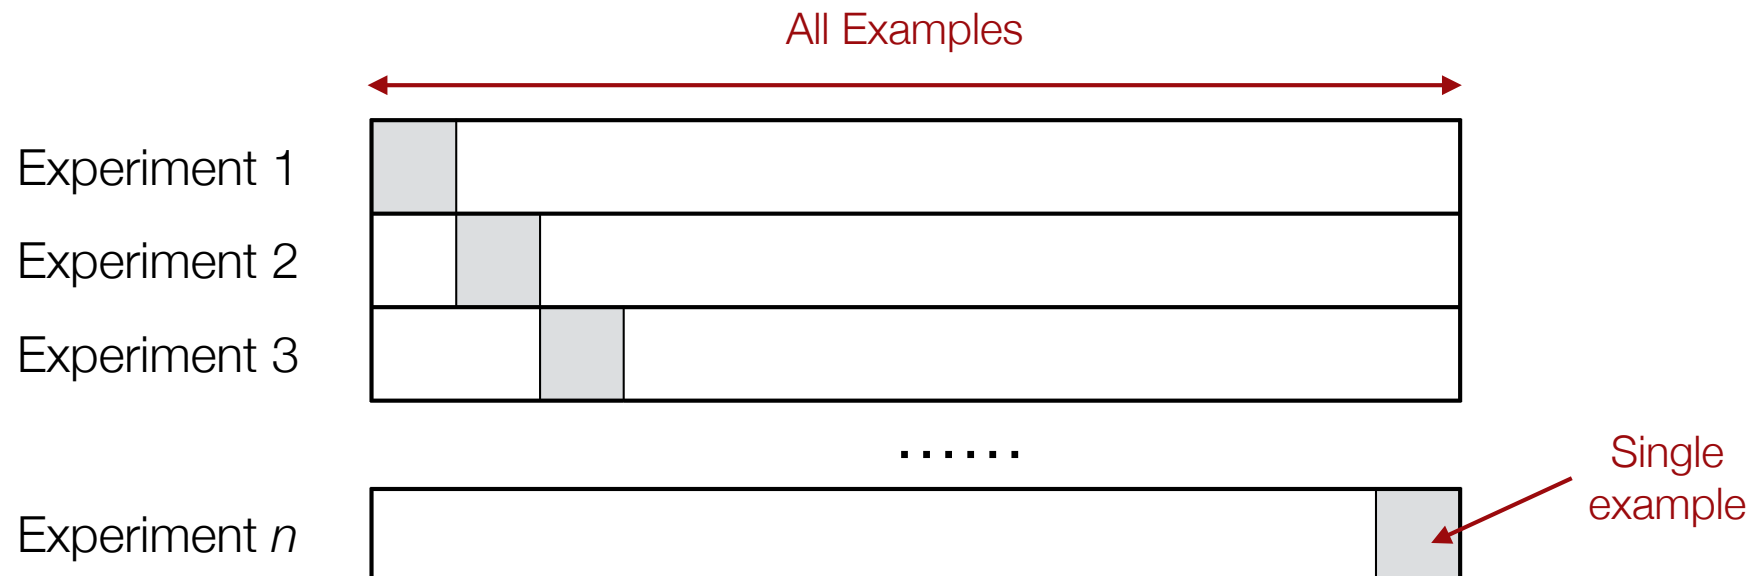 All Examples
Experiment 1
Experiment 2
Experiment 3
......
Single
example
Experiment n